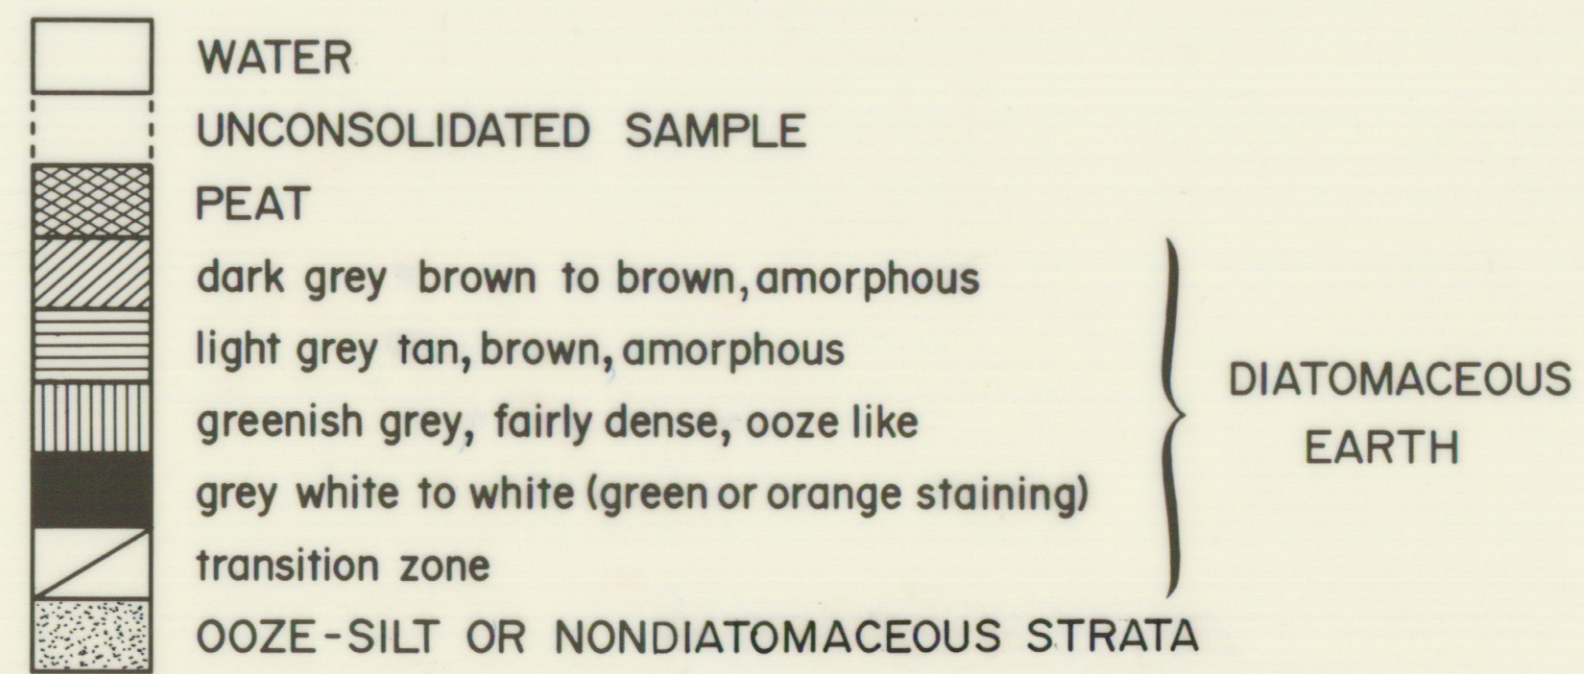 WATER
UNCONSOLIDATED SAMPLE
PEAT
dark grey brown to brown, amorphous
light grey tan, brown, amorphous
greenish grey, fairly dense, ooze like
grey white to white (green or orange staining)
transition zone
DIATOMACEOUS
EARTH
OOZE-SILT OR NONDIATOMACEOUS STRATA